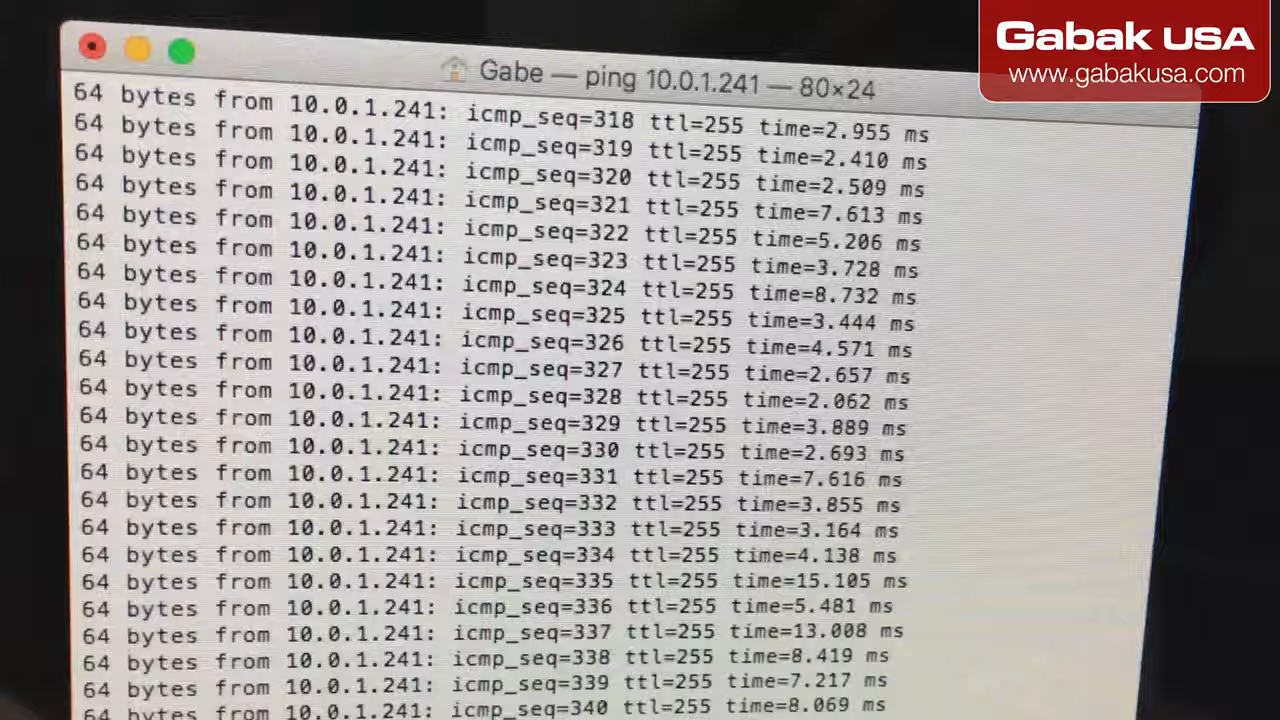 Gabak USA
www.gabakusa.com
Gabe — ping 10.0.1.241 — 80×24
64 bytes from 10.0.1.241: icmp_seq=318 ttl=255 time=2.955 ms
64 bytes from 10.0.1.241: icmp_seq=319 ttl=255 time=2.410 ms
64 bytes from 10.0.1.241: icmp_seq=320 ttl=255 time=2.509 ms
64 bytes from 10.0.1.241: icmp_seq=321 ttl=255 time=7.613 ms
64 bytes from 10.0.1.241: icmp_seq=322 ttl=255 time=5.206 ms
64 bytes from 10.0.1.241: icmp_seq=323 ttl=255 time=3.728 ms
64 bytes from 10.0.1.241: icmp_seq=324 ttl=255 time=8.732 ms
64 bytes from 10.0.1.241: icmp_seq=325 ttl=255 time=3.444 ms
64 bytes from 10.0.1.241: icmp_seq=326 ttl=255 time=4.571 ms
64 bytes from 10.0.1.241: icmp_seq=327 ttl=255 time=2.657 ms
64 bytes from 10.0.1.241: icmp_seq=328 ttl=255 time=2.062 ms
64 bytes from 10.0.1.241: icmp_seq=329 ttl=255 time=3.889 ms
64 bytes from 10.0.1.241: icmp_seq=330 ttl=255 time=2.693 ms
64 bytes from 10.0.1.241: icmp_seq=331 ttl=255 time=7.616 ms
64 bytes from 10.0.1.241: icmp_seq=332 ttl=255 time=3.855 ms
64 bytes from 10.0.1.241: icmp_seq=333 ttl=255 time=3.164 ms
64 bytes from 10.0.1.241: icmp_seq=334 ttl=255 time=4.138 ms
64 bytes from 10.0.1.241: icmp_seq=335 ttl=255 time=15.105 ms
64 bytes from 10.0.1.241: icmp_seq=336 ttl=255 time=5.481 ms
64 bytes from 10.0.1.241: icmp_seq=337 ttl=255 time=13.008 ms
64 bytes from 10.0.1.241: icmp_seq=338 ttl=255 time=8.419 ms
64 bytes from 10.0.1.241: icmp_seq=339 ttl=255 time=7.217 ms
64 bytes from 10.0.1.241: icmp_seq=340 ttl=255 time=8.069 ms